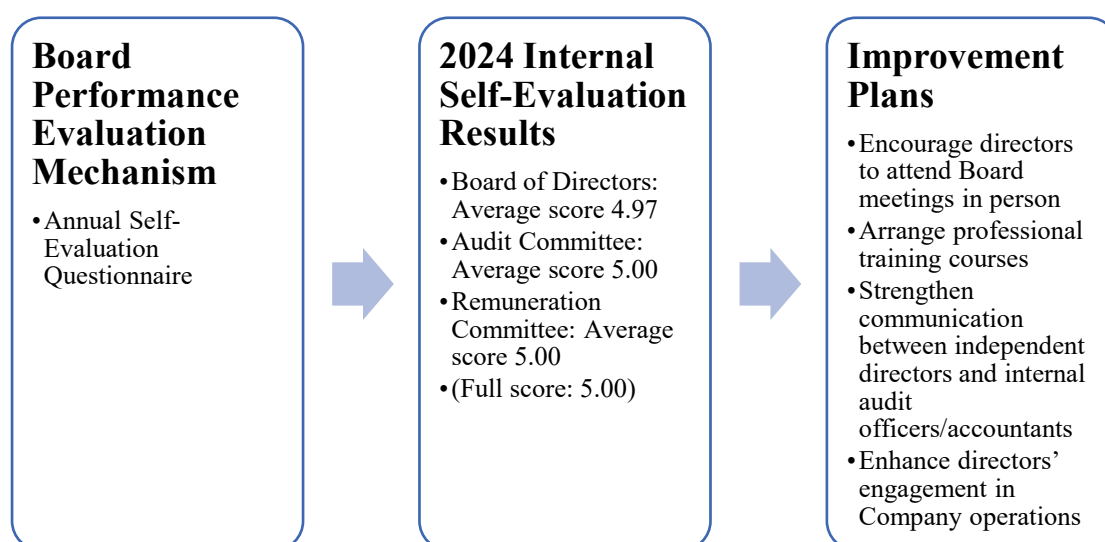 Board
Performance
Evaluation
Mechanism
•Annual Self-
Evaluation
Questionnaire
2024 Internal
Self-Evaluation
Results
•Board of Directors:
Average score 4.97
•Audit Committee:
Average score 5.00
•Remuneration
Committee: Average
score 5.00
•(Full score: 5.00)
Improvement
Plans
•Encourage directors
to attend Board
meetings in person
•Arrange professional
training courses
•Strengthen
communication
between independent
directors and internal
audit
officers/accountants
•Enhance directors’
engagement in
Company operations